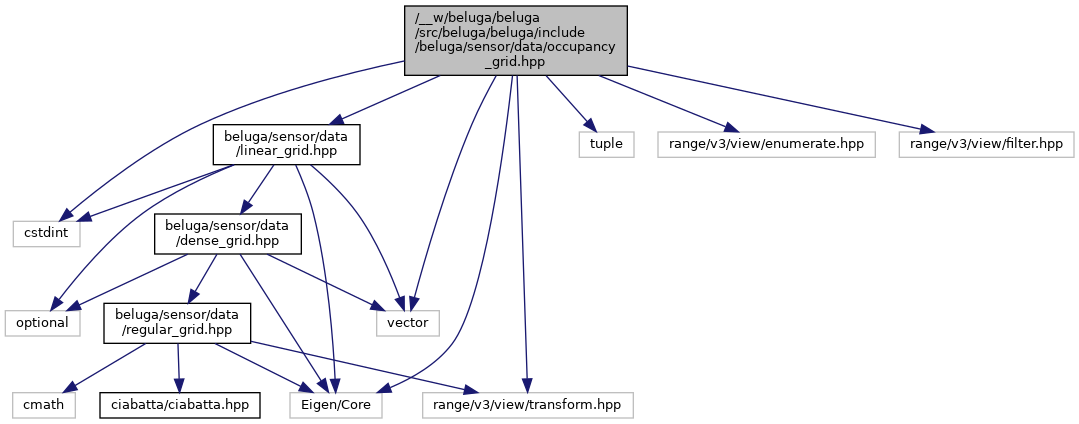 /__w/beluga/beluga
/src/beluga/beluga/include
/beluga/sensor/data/occupancy
_grid.hpp
beluga/sensor/data
/linear_grid.hpp
tuple
range/v3/view/enumerate.hpp
range/v3/view/filter.hpp
cstdint
beluga/sensor/data
/dense_grid.hpp
optional
beluga/sensor/data
/regular_grid.hpp
vector
cmath
ciabatta/ciabatta.hpp
Eigen/Core
range/v3/view/transform.hpp